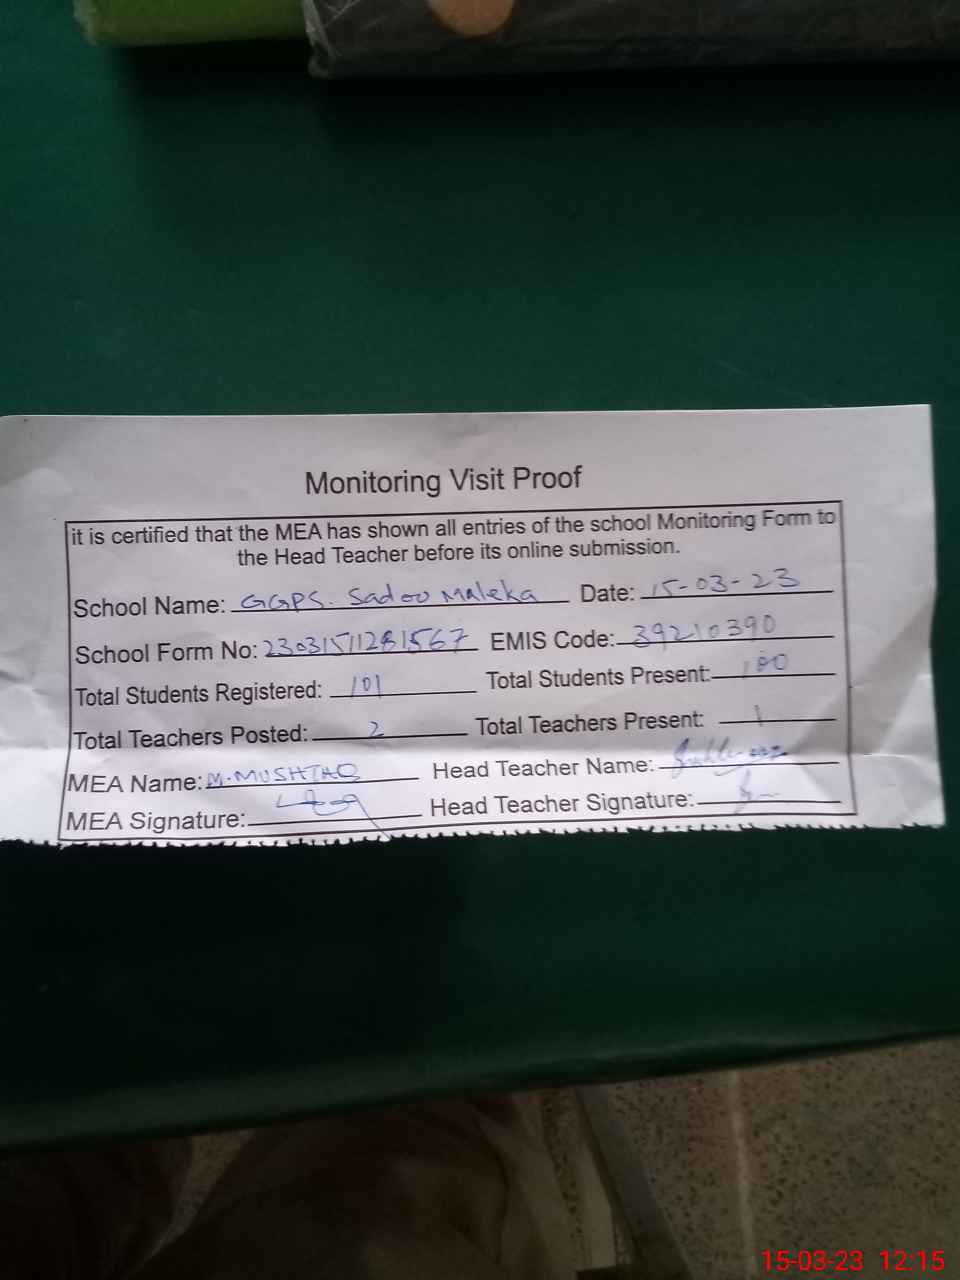 Monitoring Visit Proof
it is certified that the MEA has shown all entries of the school Monitoring Form to
the Head Teacher before its online submission.
School Name: GGPS. Sadoo Maleka Date: 15-03-23
School Form No: 23031511281567 EMIS Code: 39210390
Total Students Registered: 101 Total Students Present: 100
Total Teachers Posted: 2 Total Teachers Present: 1
MEA Name: M. MUSHTAQ Head Teacher Name:
MEA Signature: Head Teacher Signature:
15-03-23 12:15